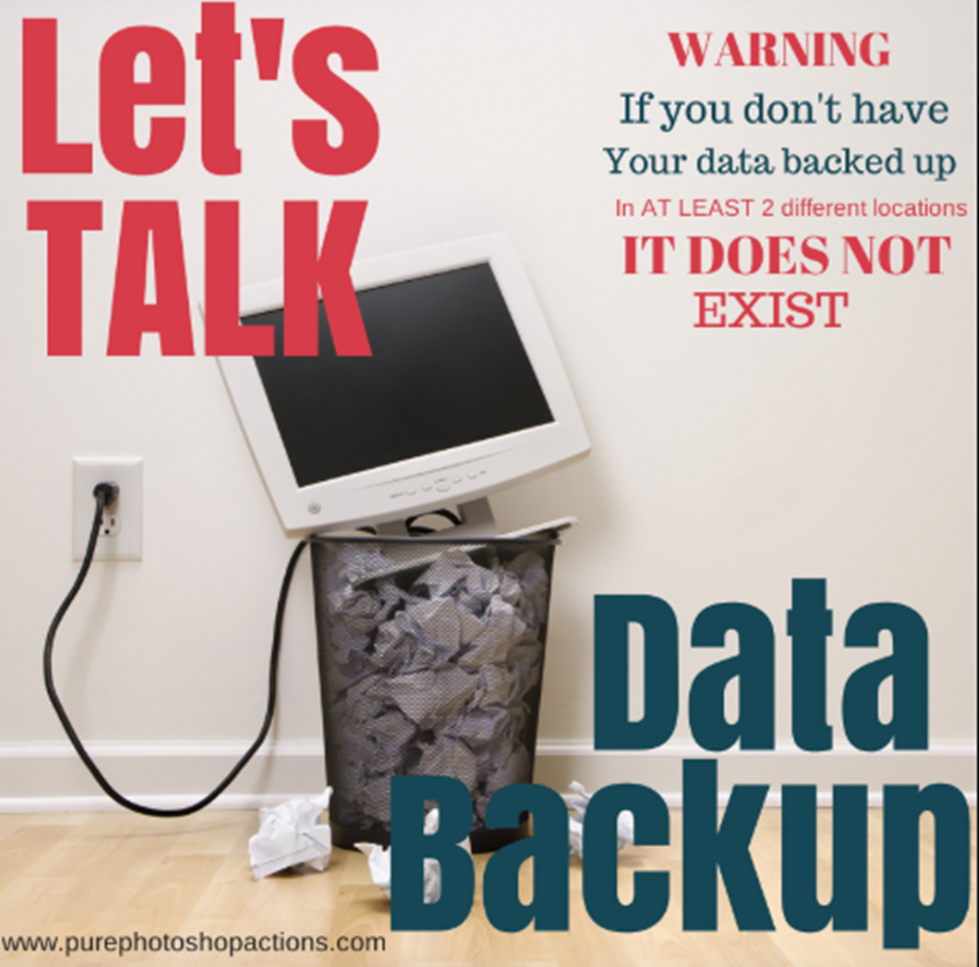 Let's
TALK
WARNING
If you don't have
Your data backed up
In AT LEAST 2 different locations
IT DOES NOT
EXIST
Data
Backup
www.purephotoshopactions.com